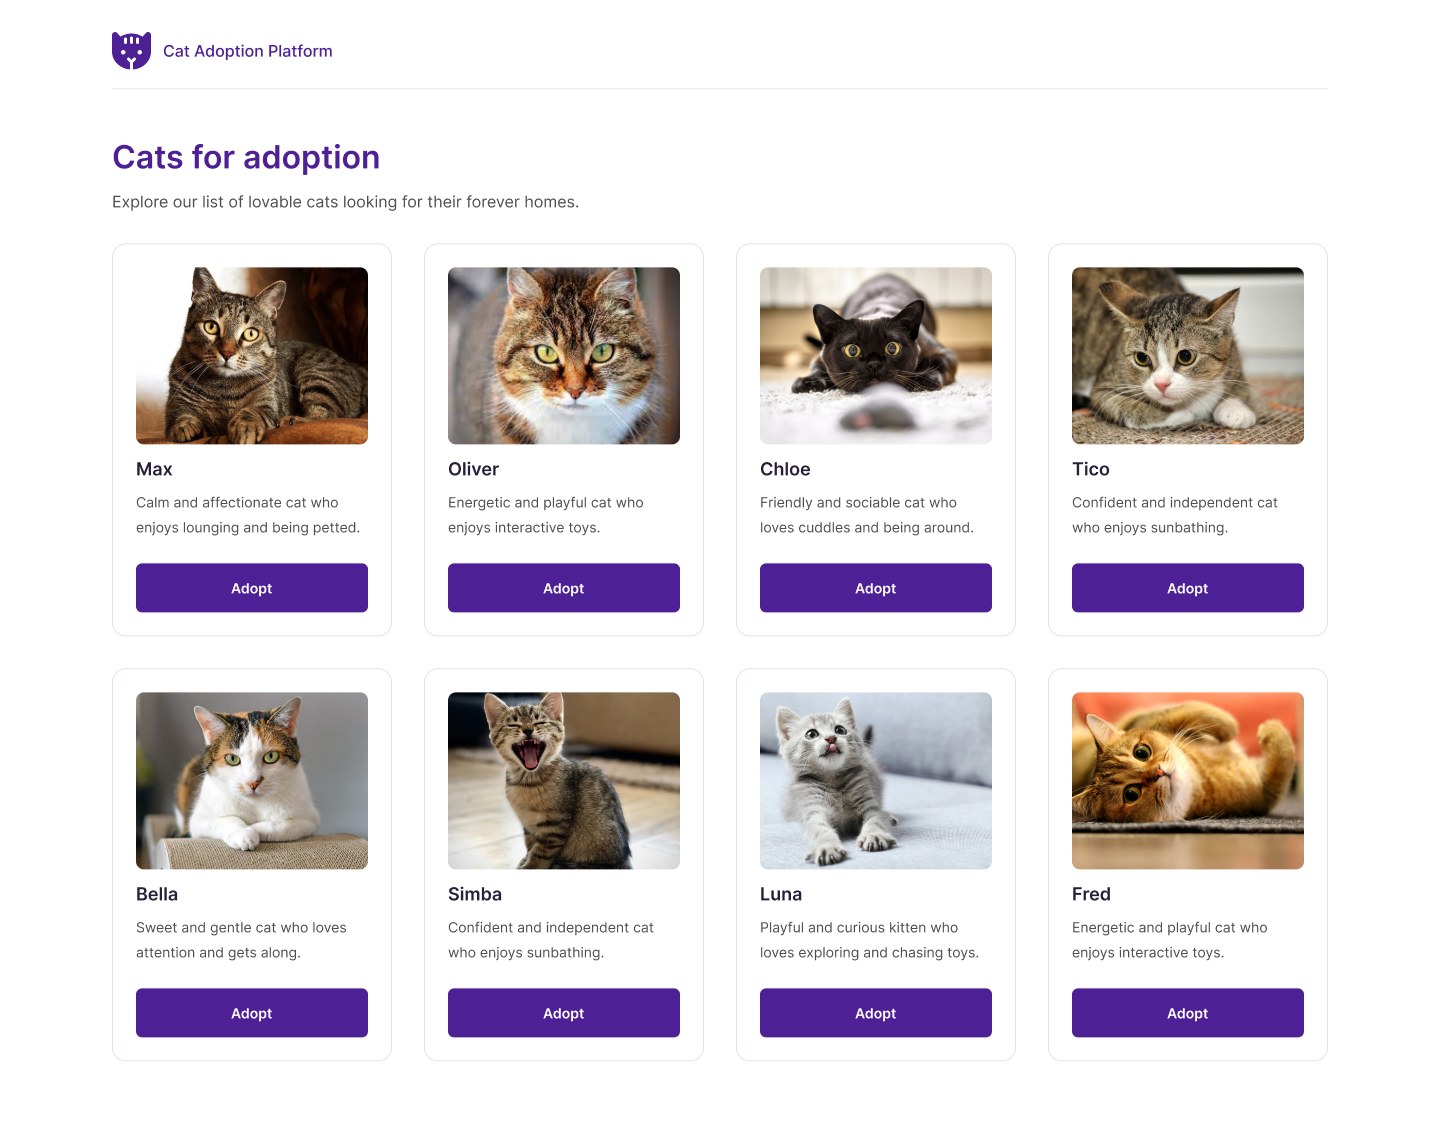 Cat Adoption Platform
Cats for adoption
Explore our list of lovable cats looking for their forever homes.
Max
Calm and affectionate cat who
enjoys lounging and being petted.
Adopt
Oliver
Energetic and playful cat who
enjoys interactive toys.
Adopt
Chloe
Friendly and sociable cat who
loves cuddles and being around.
Adopt
Tico
Confident and independent cat
who enjoys sunbathing.
Adopt
Bella
Sweet and gentle cat who loves
attention and gets along.
Adopt
Simba
Confident and independent cat
who enjoys sunbathing.
Adopt
Luna
Playful and curious kitten who
loves exploring and chasing toys.
Adopt
Fred
Energetic and playful cat who
enjoys interactive toys.
Adopt